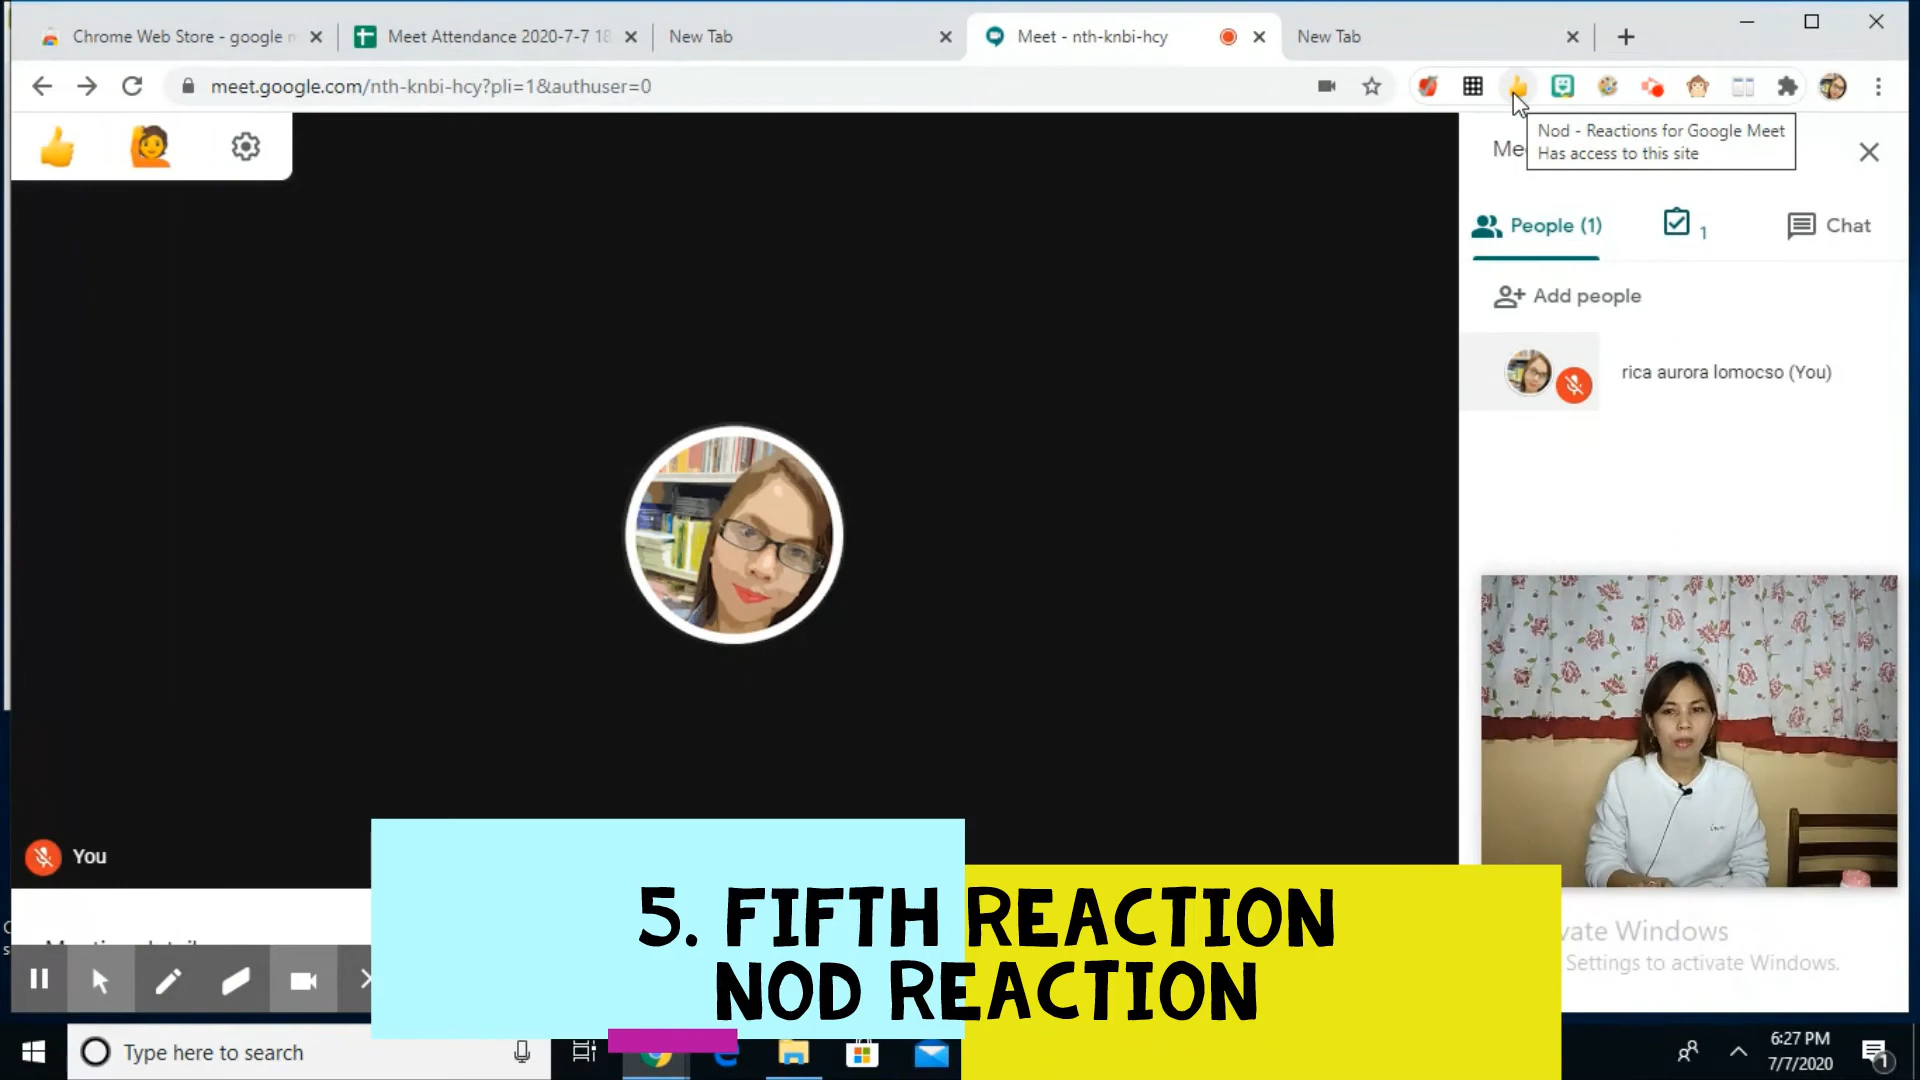 Chrome Web Store - google m
Meet Attendance 2020-7-7 18
New Tab
Meet - nth-knbi-hcy
New Tab
meet.google.com/nth-knbi-hcy?pli=1&authuser=0
Nod - Reactions for Google Meet
Has access to this site
Me
People (1)
1
Chat
Add people
rica aurora lomocso (You)
You
5. FIFTH REACTION
NOD REACTION
vate Windows
Settings to activate Windows.
Type here to search
6:27 PM
7/7/2020
1